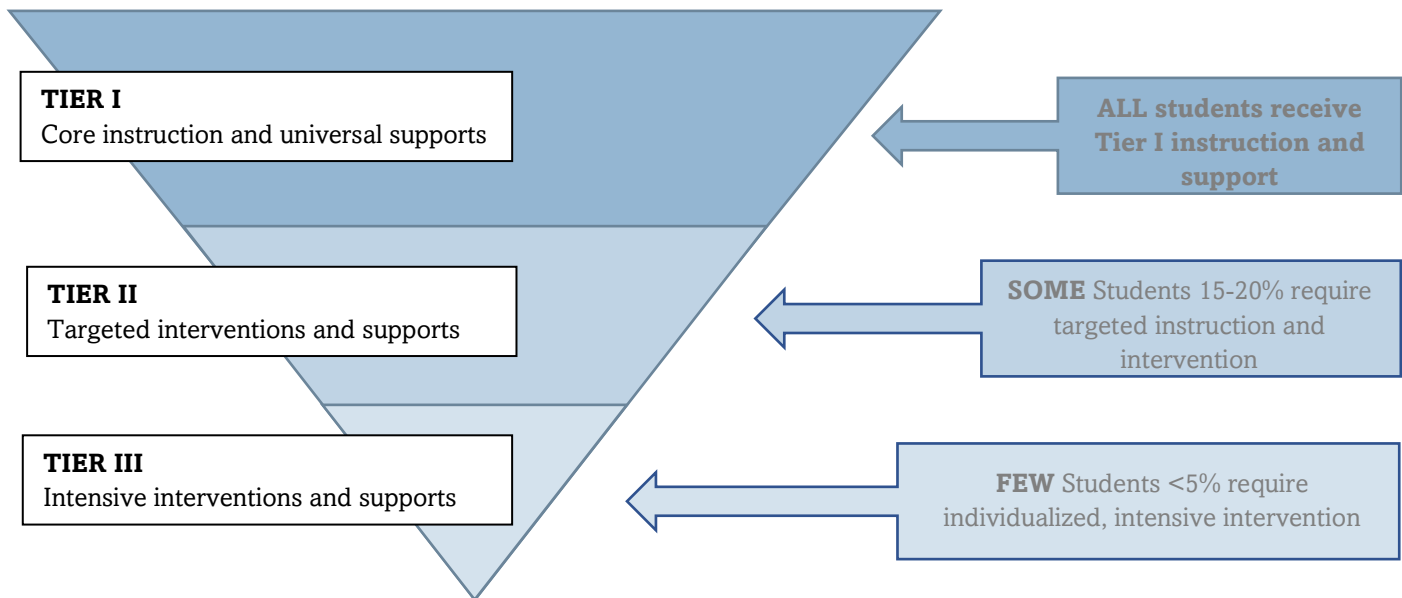 TIER I
Core instruction and universal supports
ALL students receive
Tier I instruction and
support
TIER II
Targeted interventions and supports
SOME Students 15-20% require
targeted instruction and
intervention
TIER III
Intensive interventions and supports
FEW Students <5% require
individualized, intensive intervention